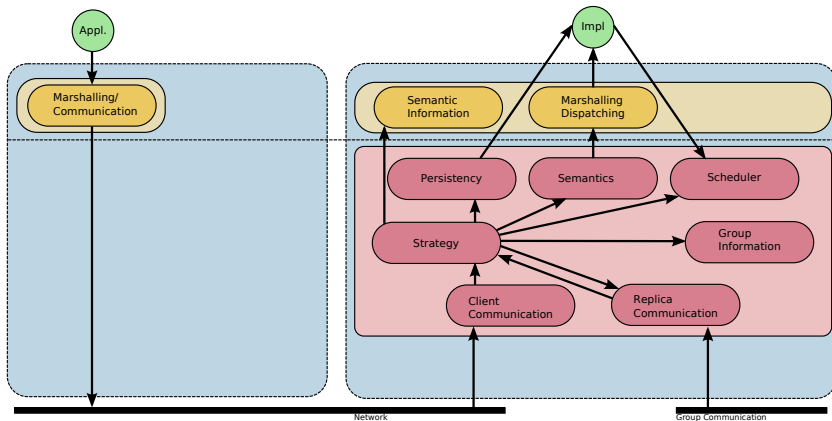 Appl.
Impl
Marshalling/
Communication
Semantic
Information
Marshalling
Dispatching
Persistency
Semantics
Scheduler
Strategy
Group
Information
Client
Communication
Replica
Communication
Network
Group Communication